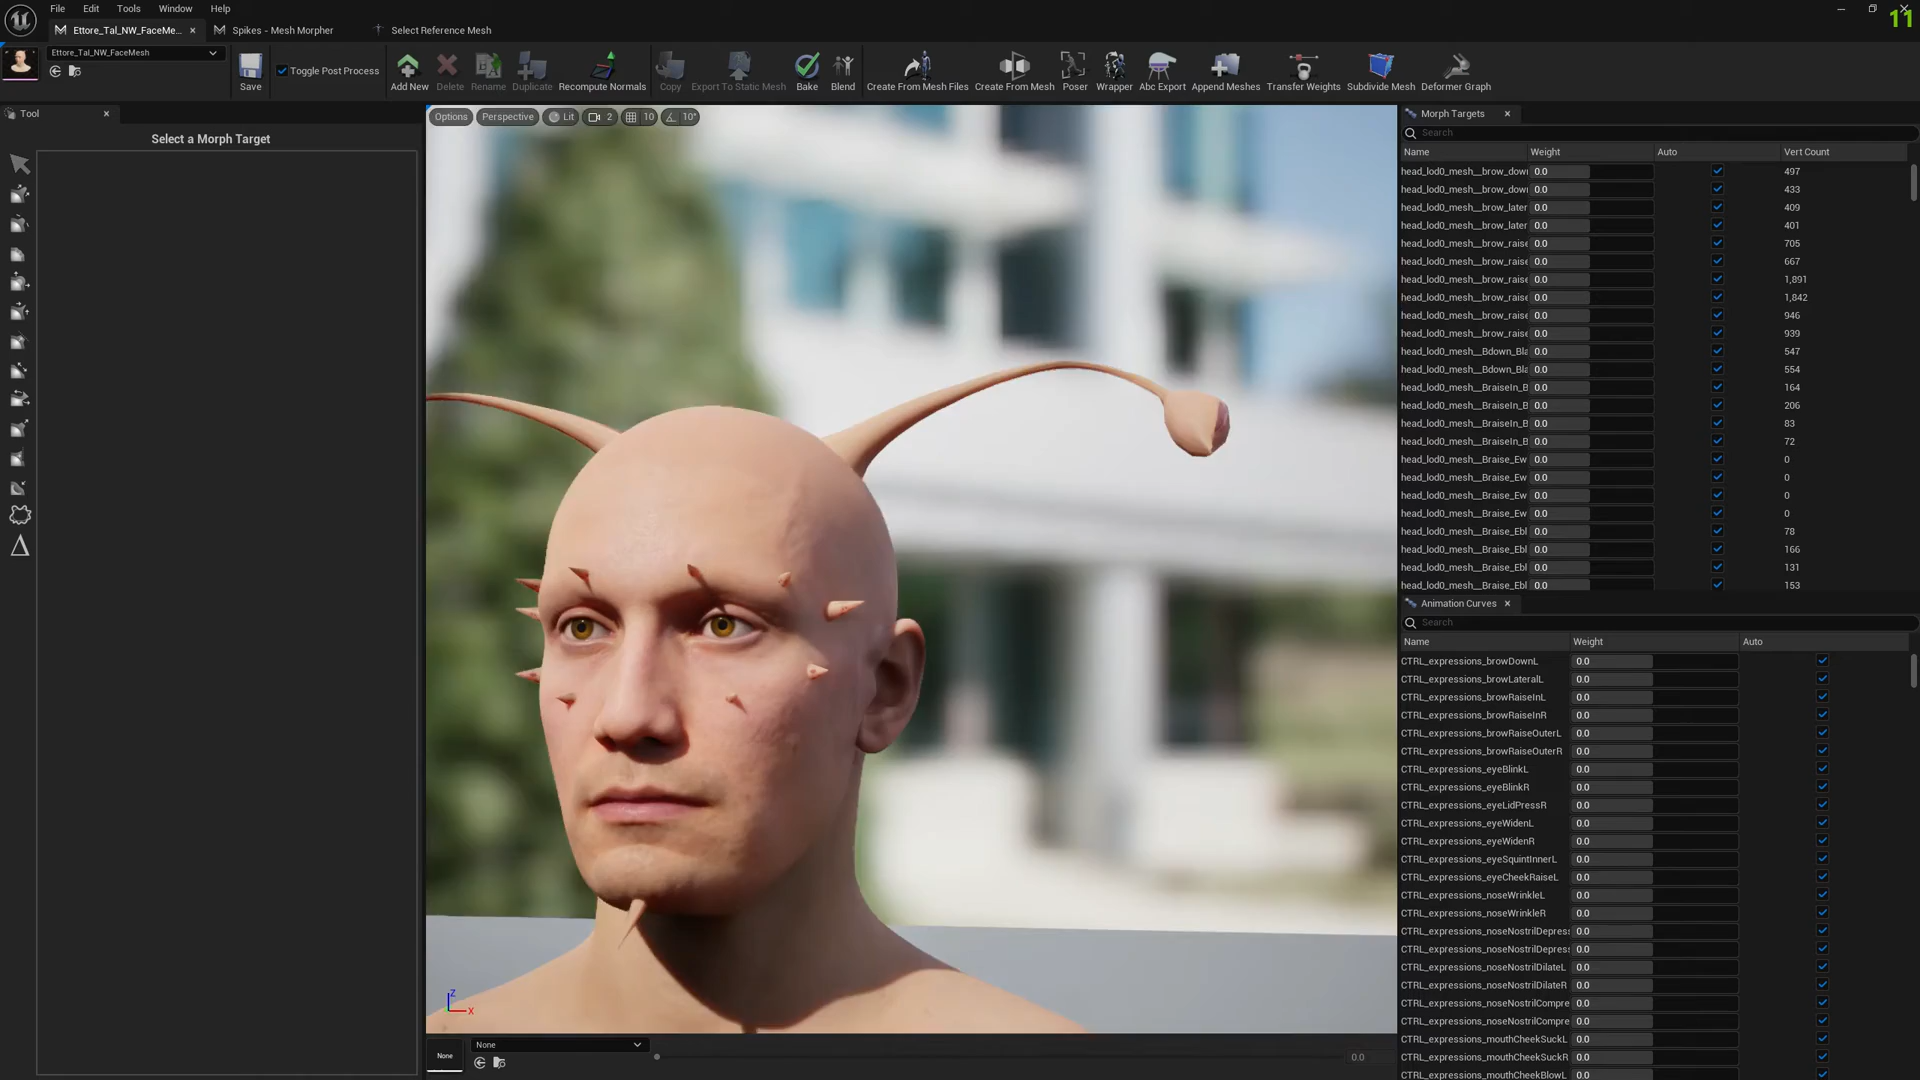 File Edit Tools Window Help
11
Ettore_Tal_NW_FaceMe...
Spikes - Mesh Morpher
Select Reference Mesh
Ettore_Tal_NW_FaceMesh
Save
Toggle Post Process
Add New
Delete
Rename
Duplicate
Recompute Normals
Copy
Export To Static Mesh
Bake
Blend
Create From Mesh Files
Create From Mesh
Poser
Wrapper
Abc Export
Append Meshes
Transfer Weights
Subdivide Mesh
Deformer Graph
Tool
Select a Morph Target
Options
Perspective
Lit
2
10
10°
Z
X
None
None
0.0
Morph Targets
Search
Name Weight Auto Vert Count
head_lod0_mesh__brow_down 0.0 497
head_lod0_mesh__brow_down 0.0 433
head_lod0_mesh__brow_later 0.0 409
head_lod0_mesh__brow_later 0.0 401
head_lod0_mesh__brow_raise 0.0 705
head_lod0_mesh__brow_raise 0.0 667
head_lod0_mesh__brow_raise 0.0 1,891
head_lod0_mesh__brow_raise 0.0 1,842
head_lod0_mesh__brow_raise 0.0 946
head_lod0_mesh__brow_raise 0.0 939
head_lod0_mesh__Bdown_Bla 0.0 547
head_lod0_mesh__Bdown_Bla 0.0 554
head_lod0_mesh__BraiseIn_B 0.0 164
head_lod0_mesh__BraiseIn_B 0.0 206
head_lod0_mesh__BraiseIn_B 0.0 83
head_lod0_mesh__BraiseIn_B 0.0 72
head_lod0_mesh__Braise_Ew 0.0 0
head_lod0_mesh__Braise_Ew 0.0 0
head_lod0_mesh__Braise_Ew 0.0 0
head_lod0_mesh__Braise_Ew 0.0 0
head_lod0_mesh__Braise_Ebl 0.0 78
head_lod0_mesh__Braise_Ebl 0.0 166
head_lod0_mesh__Braise_Ebl 0.0 131
head_lod0_mesh__Braise_Ebl 0.0 153
Animation Curves
Search
Name Weight Auto
CTRL_expressions_browDownL 0.0
CTRL_expressions_browLateralL 0.0
CTRL_expressions_browRaiseInL 0.0
CTRL_expressions_browRaiseInR 0.0
CTRL_expressions_browRaiseOuterL 0.0
CTRL_expressions_browRaiseOuterR 0.0
CTRL_expressions_eyeBlinkL 0.0
CTRL_expressions_eyeBlinkR 0.0
CTRL_expressions_eyeLidPressR 0.0
CTRL_expressions_eyeWidenL 0.0
CTRL_expressions_eyeWidenR 0.0
CTRL_expressions_eyeSquintInnerL 0.0
CTRL_expressions_eyeCheekRaiseL 0.0
CTRL_expressions_noseWrinkleL 0.0
CTRL_expressions_noseWrinkleR 0.0
CTRL_expressions_noseNostrilDepres 0.0
CTRL_expressions_noseNostrilDepres 0.0
CTRL_expressions_noseNostrilDilateL 0.0
CTRL_expressions_noseNostrilDilateR 0.0
CTRL_expressions_noseNostrilCompre 0.0
CTRL_expressions_noseNostrilCompre 0.0
CTRL_expressions_mouthCheekSuckL 0.0
CTRL_expressions_mouthCheekSuckR 0.0
CTRL_expressions_mouthCheekBlowL 0.0